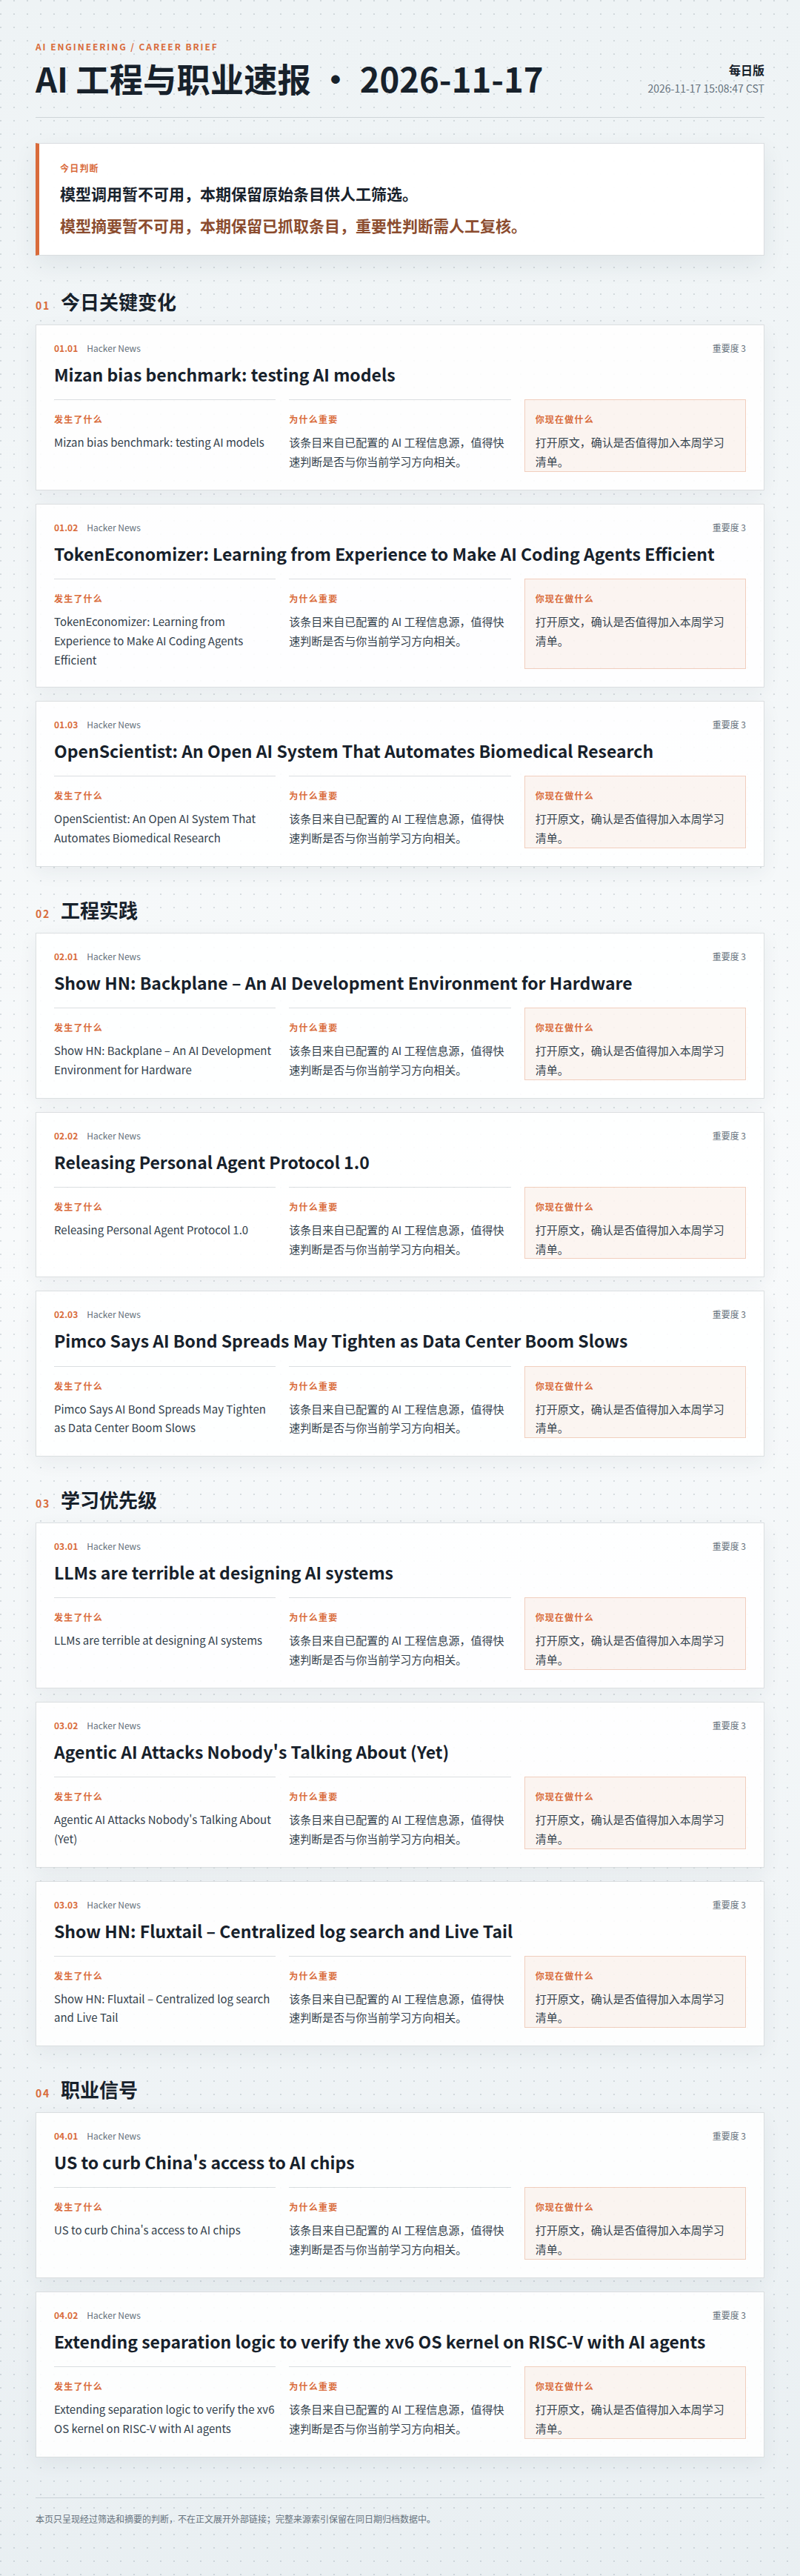 AI ENGINEERING / CAREER BRIEF
AI 工程与职业速报 • 2026-11-17
每日版
2026-11-17 15:08:47 CST
今日判断
模型调用暂不可用，本期保留原始条目供人工筛选。
模型摘要暂不可用，本期保留已抓取条目，重要性判断需人工复核。
01 今日关键变化
01.01 Hacker News 重要度 3
Mizan bias benchmark: testing AI models
发生了什么
Mizan bias benchmark: testing AI models
为什么重要
该条目来自已配置的 AI 工程信息源，值得快
速判断是否与你当前学习方向相关。
你现在做什么
打开原文，确认是否值得加入本周学习
清单。
01.02 Hacker News 重要度 3
TokenEconomizer: Learning from Experience to Make AI Coding Agents Efficient
发生了什么
TokenEconomizer: Learning from
Experience to Make AI Coding Agents
Efficient
为什么重要
该条目来自已配置的 AI 工程信息源，值得快
速判断是否与你当前学习方向相关。
你现在做什么
打开原文，确认是否值得加入本周学习
清单。
01.03 Hacker News 重要度 3
OpenScientist: An Open AI System That Automates Biomedical Research
发生了什么
OpenScientist: An Open AI System That
Automates Biomedical Research
为什么重要
该条目来自已配置的 AI 工程信息源，值得快
速判断是否与你当前学习方向相关。
你现在做什么
打开原文，确认是否值得加入本周学习
清单。
02 工程实践
02.01 Hacker News 重要度 3
Show HN: Backplane – An AI Development Environment for Hardware
发生了什么
Show HN: Backplane – An AI Development
Environment for Hardware
为什么重要
该条目来自已配置的 AI 工程信息源，值得快
速判断是否与你当前学习方向相关。
你现在做什么
打开原文，确认是否值得加入本周学习
清单。
02.02 Hacker News 重要度 3
Releasing Personal Agent Protocol 1.0
发生了什么
Releasing Personal Agent Protocol 1.0
为什么重要
该条目来自已配置的 AI 工程信息源，值得快
速判断是否与你当前学习方向相关。
你现在做什么
打开原文，确认是否值得加入本周学习
清单。
02.03 Hacker News 重要度 3
Pimco Says AI Bond Spreads May Tighten as Data Center Boom Slows
发生了什么
Pimco Says AI Bond Spreads May Tighten
as Data Center Boom Slows
为什么重要
该条目来自已配置的 AI 工程信息源，值得快
速判断是否与你当前学习方向相关。
你现在做什么
打开原文，确认是否值得加入本周学习
清单。
03 学习优先级
03.01 Hacker News 重要度 3
LLMs are terrible at designing AI systems
发生了什么
LLMs are terrible at designing AI systems
为什么重要
该条目来自已配置的 AI 工程信息源，值得快
速判断是否与你当前学习方向相关。
你现在做什么
打开原文，确认是否值得加入本周学习
清单。
03.02 Hacker News 重要度 3
Agentic AI Attacks Nobody's Talking About (Yet)
发生了什么
Agentic AI Attacks Nobody's Talking About
(Yet)
为什么重要
该条目来自已配置的 AI 工程信息源，值得快
速判断是否与你当前学习方向相关。
你现在做什么
打开原文，确认是否值得加入本周学习
清单。
03.03 Hacker News 重要度 3
Show HN: Fluxtail – Centralized log search and Live Tail
发生了什么
Show HN: Fluxtail – Centralized log search
and Live Tail
为什么重要
该条目来自已配置的 AI 工程信息源，值得快
速判断是否与你当前学习方向相关。
你现在做什么
打开原文，确认是否值得加入本周学习
清单。
04 职业信号
04.01 Hacker News 重要度 3
US to curb China's access to AI chips
发生了什么
US to curb China's access to AI chips
为什么重要
该条目来自已配置的 AI 工程信息源，值得快
速判断是否与你当前学习方向相关。
你现在做什么
打开原文，确认是否值得加入本周学习
清单。
04.02 Hacker News 重要度 3
Extending separation logic to verify the xv6 OS kernel on RISC-V with AI agents
发生了什么
Extending separation logic to verify the xv6
OS kernel on RISC-V with AI agents
为什么重要
该条目来自已配置的 AI 工程信息源，值得快
速判断是否与你当前学习方向相关。
你现在做什么
打开原文，确认是否值得加入本周学习
清单。
本页只呈现经过筛选和摘要的判断，不在正文展开外部链接；完整来源索引保留在同日期归档数据中。